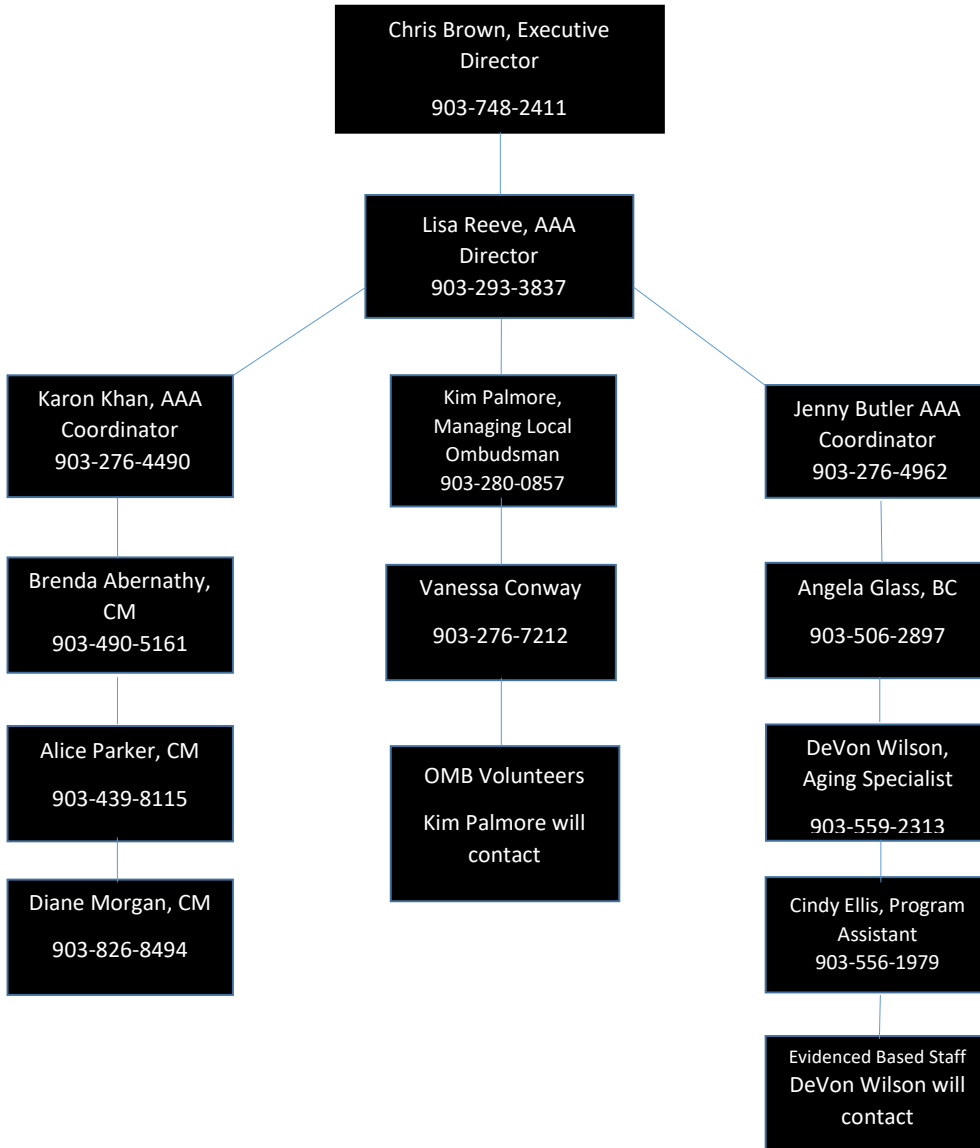 Chris Brown, Executive
Director
903-748-2411
Lisa Reeve, AAA
Director
903-293-3837
Karon Khan, AAA
Coordinator
903-276-4490
Kim Palmore,
Managing Local
Ombudsman
903-280-0857
Jenny Butler AAA
Coordinator
903-276-4962
Brenda Abernathy,
CM
903-490-5161
Vanessa Conway
903-276-7212
Angela Glass, BC
903-506-2897
Alice Parker, CM
903-439-8115
OMB Volunteers
Kim Palmore will
contact
DeVon Wilson,
Aging Specialist
903-559-2313
Diane Morgan, CM
903-826-8494
Cindy Ellis, Program
Assistant
903-556-1979
Evidenced Based Staff
DeVon Wilson will
contact